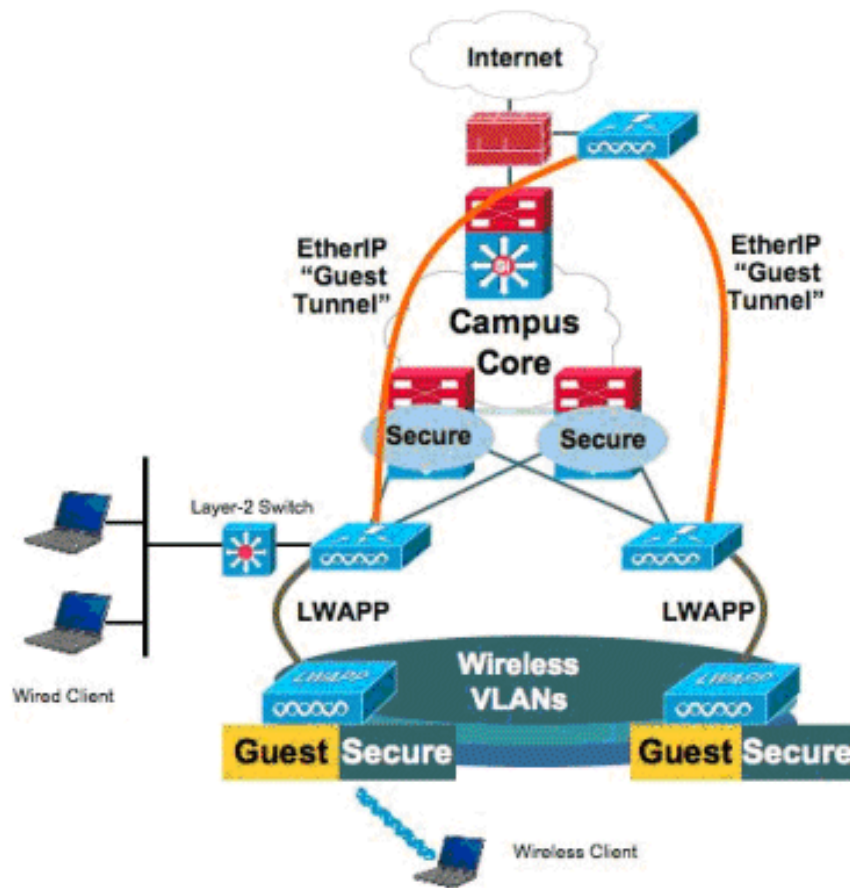 Internet
EtherIP
“Guest
Tunnel”
EtherIP
“Guest
Tunnel”
Campus
Core
Secure
Secure
Layer-2 Switch
LWAPP
LWAPP
Wired Client
LWAPP
Wireless
VLANs
LWAPP
Guest Secure
Guest Secure
Wireless Client